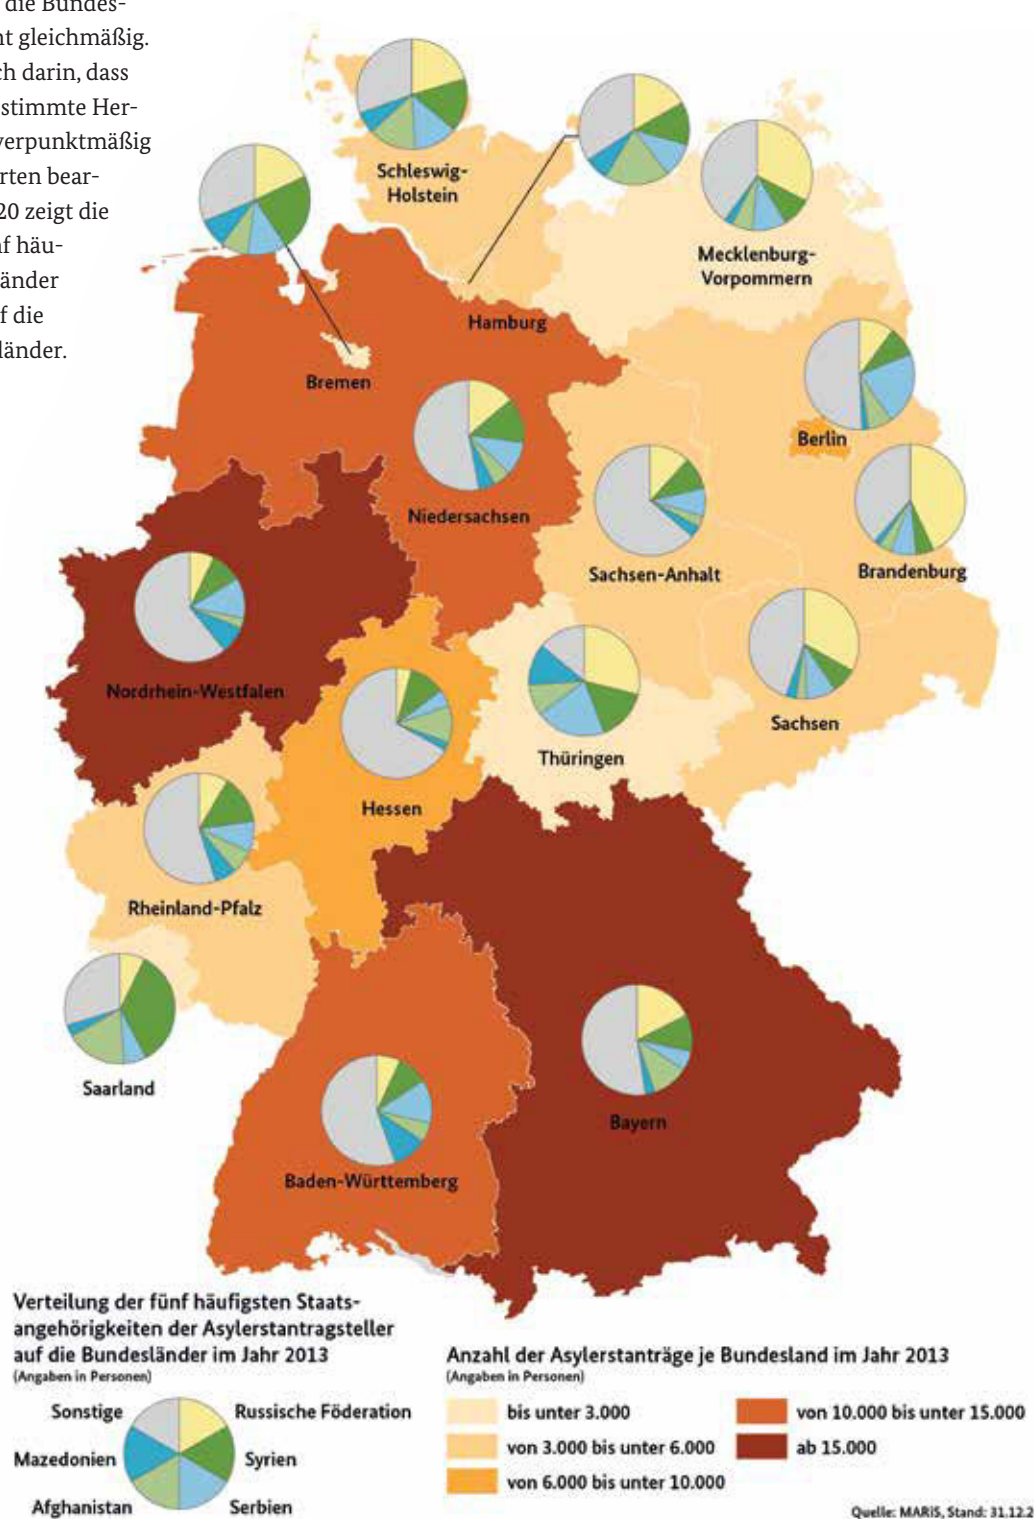 die Bundes-
nt gleichmäßig.
ch darin, dass
stimmte Her-
verpunktmäßig
rten bear-
20 zeigt die
nf häu-
änder
f die
länder.
Schleswig-
Holstein
Mecklenburg-
Vorpommern
Hamburg
Bremen
Berlin
Niedersachsen
Sachsen-Anhalt
Brandenburg
Nordrhein-Westfalen
Sachsen
Thüringen
Hessen
Rheinland-Pfalz
Saarland
Bayern
Baden-Württemberg
Verteilung der fünf häufigsten Staats-
angehörigkeiten der Asylerstantragsteller
auf die Bundesländer im Jahr 2013
(Angaben in Personen)
Sonstige
Russische Föderation
Mazedonien
Syrien
Afghanistan
Serbien
Anzahl der Asylerstanträge je Bundesland im Jahr 2013
(Angaben in Personen)
bis unter 3.000
von 3.000 bis unter 6.000
von 6.000 bis unter 10.000
von 10.000 bis unter 15.000
ab 15.000
Quelle: MARiS, Stand: 31.12.2